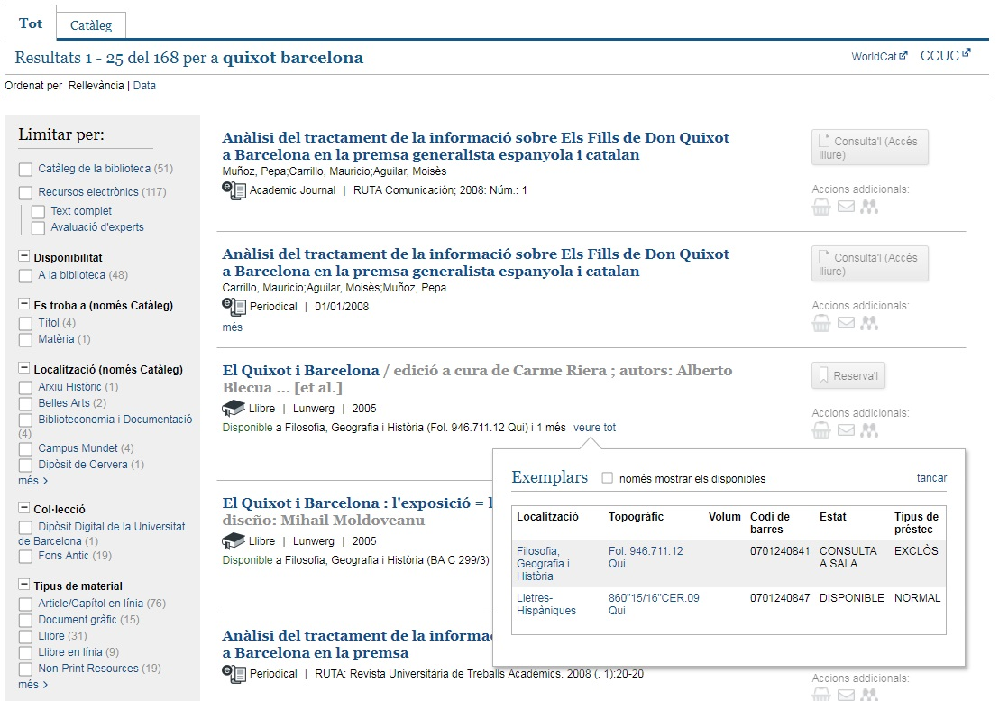 Tot
Catàleg
Resultats 1 - 25 del 168 per a quixot barcelona
WorldCat
CCUC
Ordenat per Rellevància | Data
Limitar per:
Catàleg de la biblioteca (51)
Recursos electrònics (117)
Text complet
Avaluació d'experts
Disponibilitat
A la biblioteca (48)
Es troba a (només Catàleg)
Títol (4)
Matèria (1)
Localització (només Catàleg)
Arxiu Històric (1)
Belles Arts (2)
Biblioteconomia i Documentació
(4)
Campus Mundet (4)
Dipòsit de Cervera (1)
més >
Col·lecció
Dipòsit Digital de la Universitat
de Barcelona (1)
Fons Antic (19)
Tipus de material
Article/Capítol en línia (76)
Document gràfic (15)
Llibre (31)
Llibre en línia (9)
Non-Print Resources (19)
més >
Anàlisi del tractament de la informació sobre Els Fills de Don Quixot
a Barcelona en la premsa generalista espanyola i catalan
Muñoz, Pepa;Carrillo, Mauricio;Aguilar, Moisès
Academic Journal | RUTA Comunicación; 2008: Núm.: 1
Consulta'l (Accés
lliure)
Accions addicionals:
Anàlisi del tractament de la informació sobre Els Fills de Don Quixot
a Barcelona en la premsa generalista espanyola i catalan
Carrillo, Mauricio;Aguilar, Moisès;Muñoz, Pepa
Periodical | 01/01/2008
més
Consulta'l (Accés
lliure)
Accions addicionals:
El Quixot i Barcelona / edició a cura de Carme Riera ; autors: Alberto
Blecua ... [et al.]
Llibre | Lunwerg | 2005
Disponible a Filosofia, Geografia i Història (Fol. 946.711.12 Qui) i 1 més veure tot
Reserva'l
Accions addicionals:
Exemplars
només mostrar els disponibles
tancar
Localització Topogràfic Volum Codi de Estat Tipus de
barres préstec
Filosofia, Fol. 946.711.12 0701240841 CONSULTA EXCLÒS
Geografia i Qui A SALA
Història
Lletres- 860"15/16"CER.09 0701240847 DISPONIBLE NORMAL
Hispàniques Qui
El Quixot i Barcelona : l'exposició =
diseño: Mihail Moldoveanu
Llibre | Lunwerg | 2005
Disponible a Filosofia, Geografia i Història (BA C 299/3)
Anàlisi del tractament de la
a Barcelona en la premsa
Periodical | RUTA: Revista Universitària de Treballs Acadèmics. 2008 (. 1):20-20
Accions addicionals: